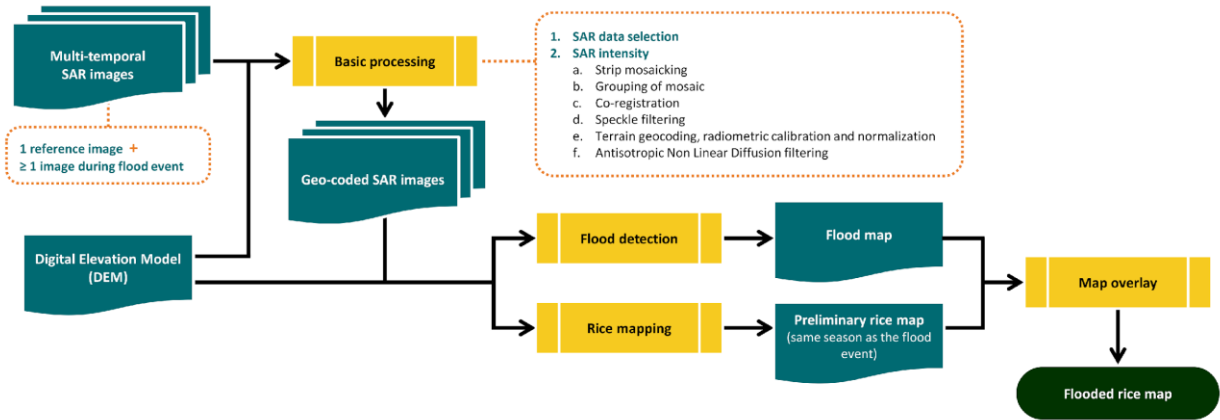 Multi-temporal
SAR images
1 reference image +
≥ 1 image during flood event
Digital Elevation Model
(DEM)
Basic processing
Geo-coded SAR images
1. SAR data selection
2. SAR intensity
a. Strip mosaicking
b. Grouping of mosaic
c. Co-registration
d. Speckle filtering
e. Terrain geocoding, radiometric calibration and normalization
f. Antisotropic Non Linear Diffusion filtering
Flood detection
Flood map
Rice mapping
Preliminary rice map
(same season as the flood
event)
Map overlay
Flooded rice map